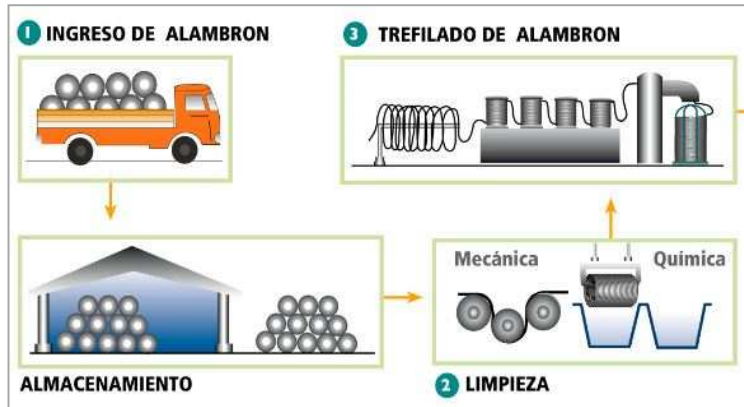 1 INGRESO DE ALAMBRON
3 TREFILADO DE ALAMBRON
ALMACENAMIENTO
Mecánica
Química
2 LIMPIEZA